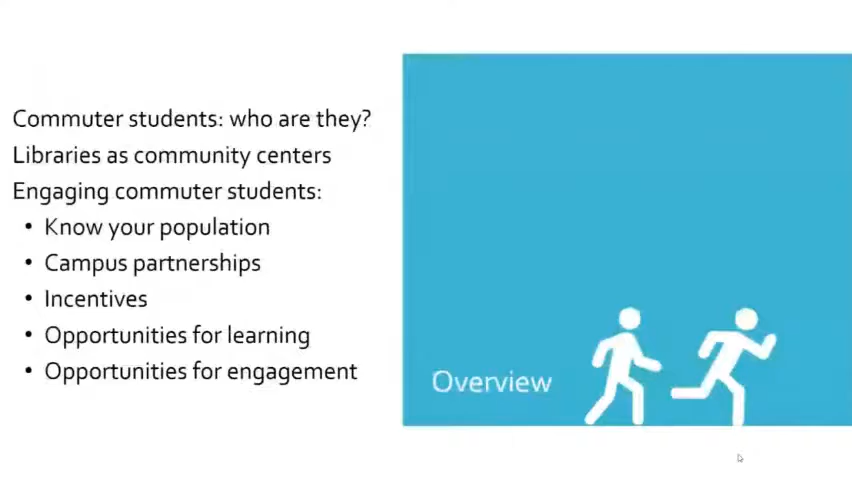 Commuter students: who are they?
Libraries as community centers
Engaging commuter students:
• Know your population
• Campus partnerships
• Incentives
• Opportunities for learning
• Opportunities for engagement
Overview